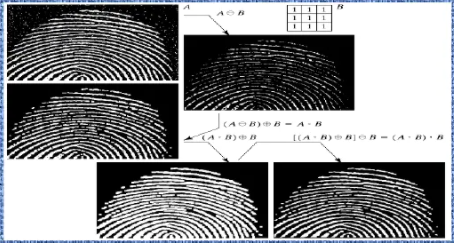 A
A ⊖ B
1 1 1
1 1 1
1 1 1
B
(A ⊖ B) ⊕ B = A · B
(A · B) ⊕ B
[(A · B) ⊕ B] ⊖ B = (A · B) · B